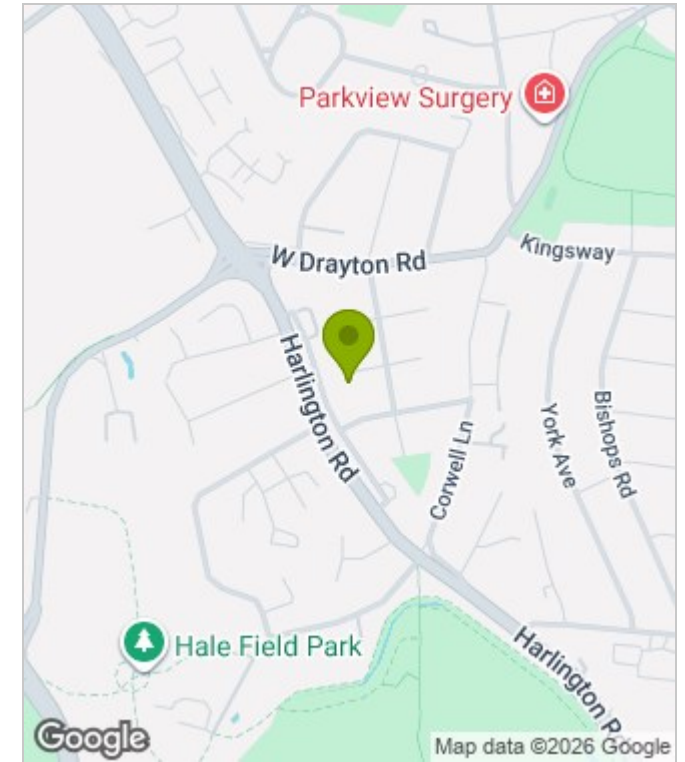 Parkview Surgery
W Drayton Rd
Kingsway
Harlington Rd
York Ave
Bishops Rd
Corwell Ln
Hale Field Park
Harlington Rd
Google
Map data ©2026 Google